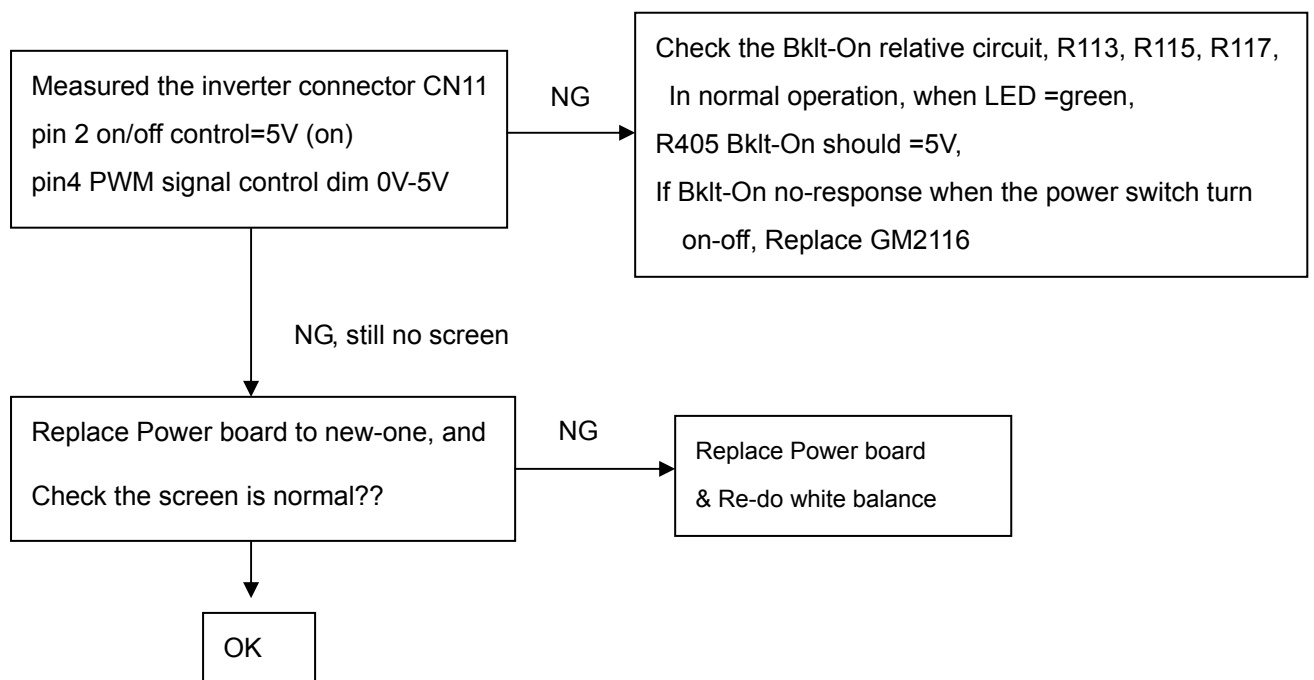 Measured the inverter connector CN11
pin 2 on/off control=5V (on)
pin4 PWM signal control dim 0V-5V
NG
Check the Bklt-On relative circuit, R113, R115, R117,
In normal operation, when LED =green,
R405 Bklt-On should =5V,
If Bklt-On no-response when the power switch turn
on-off, Replace GM2116
NG, still no screen
Replace Power board to new-one, and
Check the screen is normal??
NG
Replace Power board
& Re-do white balance
OK